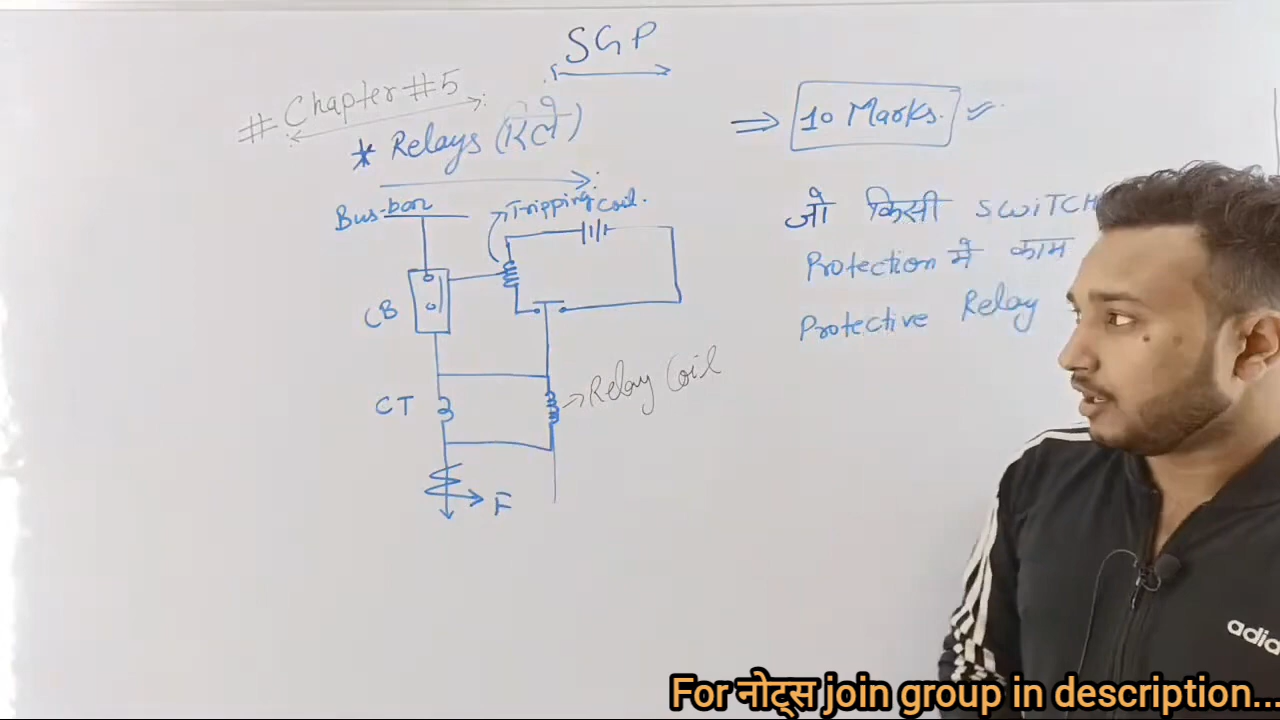 SGP
# Chapter #5
* Relays (रिले)
⇒ 10 Marks.
Bus-bar
Tripping coil.
CB
CT
Relay Coil
F
जो किसी SWiTCH
Protection में काम
Protective Relay
adida
For नोट्स join group in description...